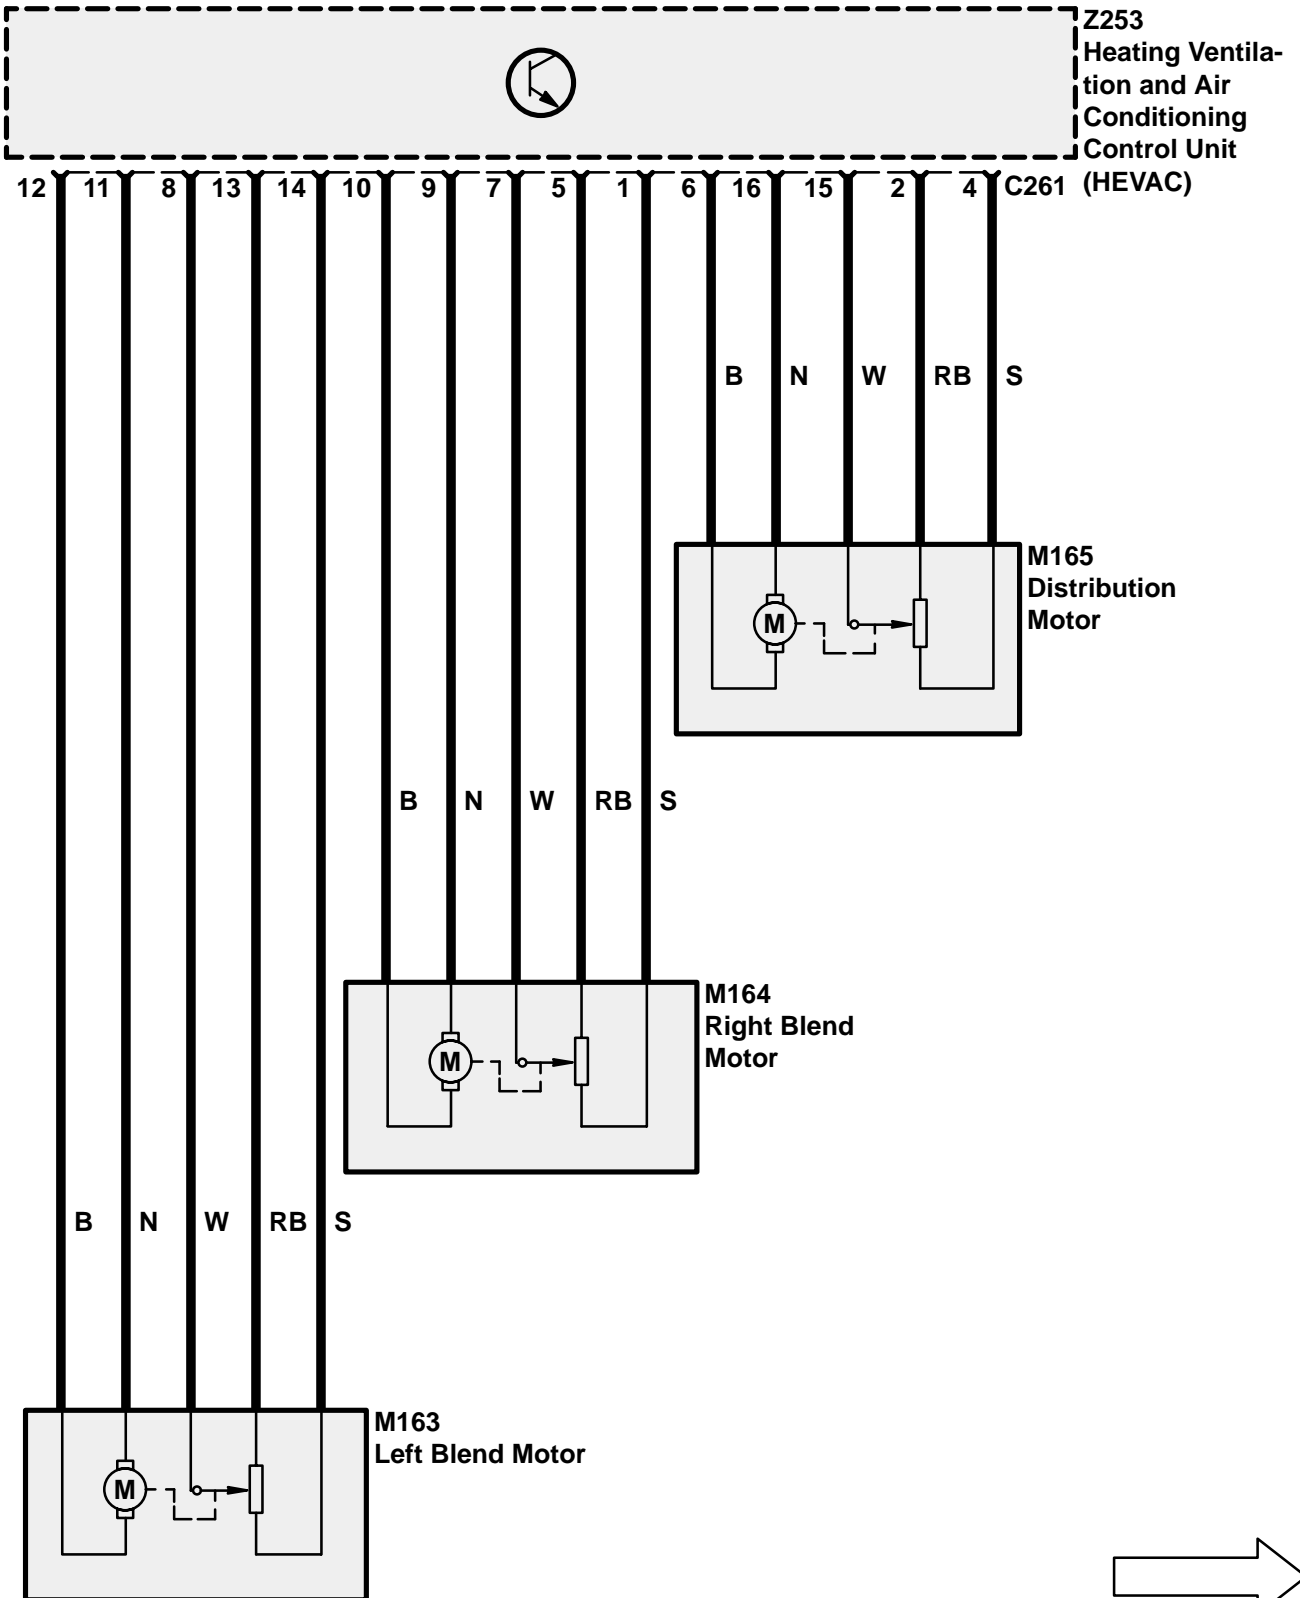 Z253
Heating Ventila-
tion and Air
Conditioning
Control Unit
(HEVAC)
12 11 8 13 14 10 9 7 5 1 6 16 15 2 4 C261
B N W RB S
M165
Distribution
Motor
M
B N W RB S
M164
Right Blend
Motor
M
B N W RB S
M163
Left Blend Motor
M